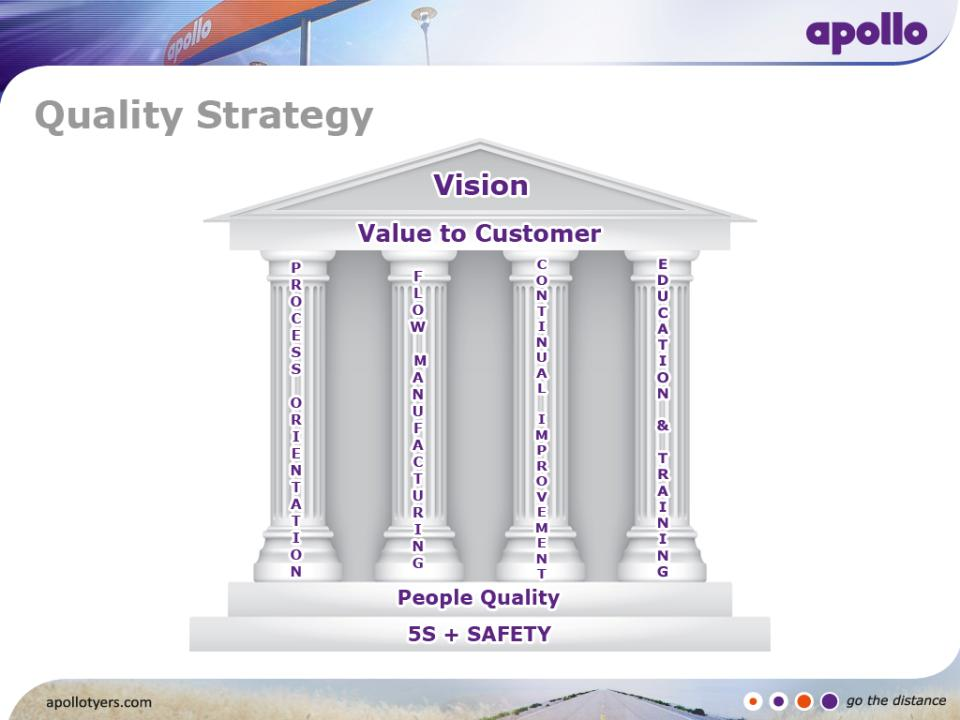 apollo
apollo
Quality Strategy
Vision
Value to Customer
PROCESS ORIENTATION
FLOW MANUFACTURING
CONTINUAL IMPROVEMENT
EDUCATION & TRAINING
People Quality
5S + SAFETY
apollotyers.com
go the distance